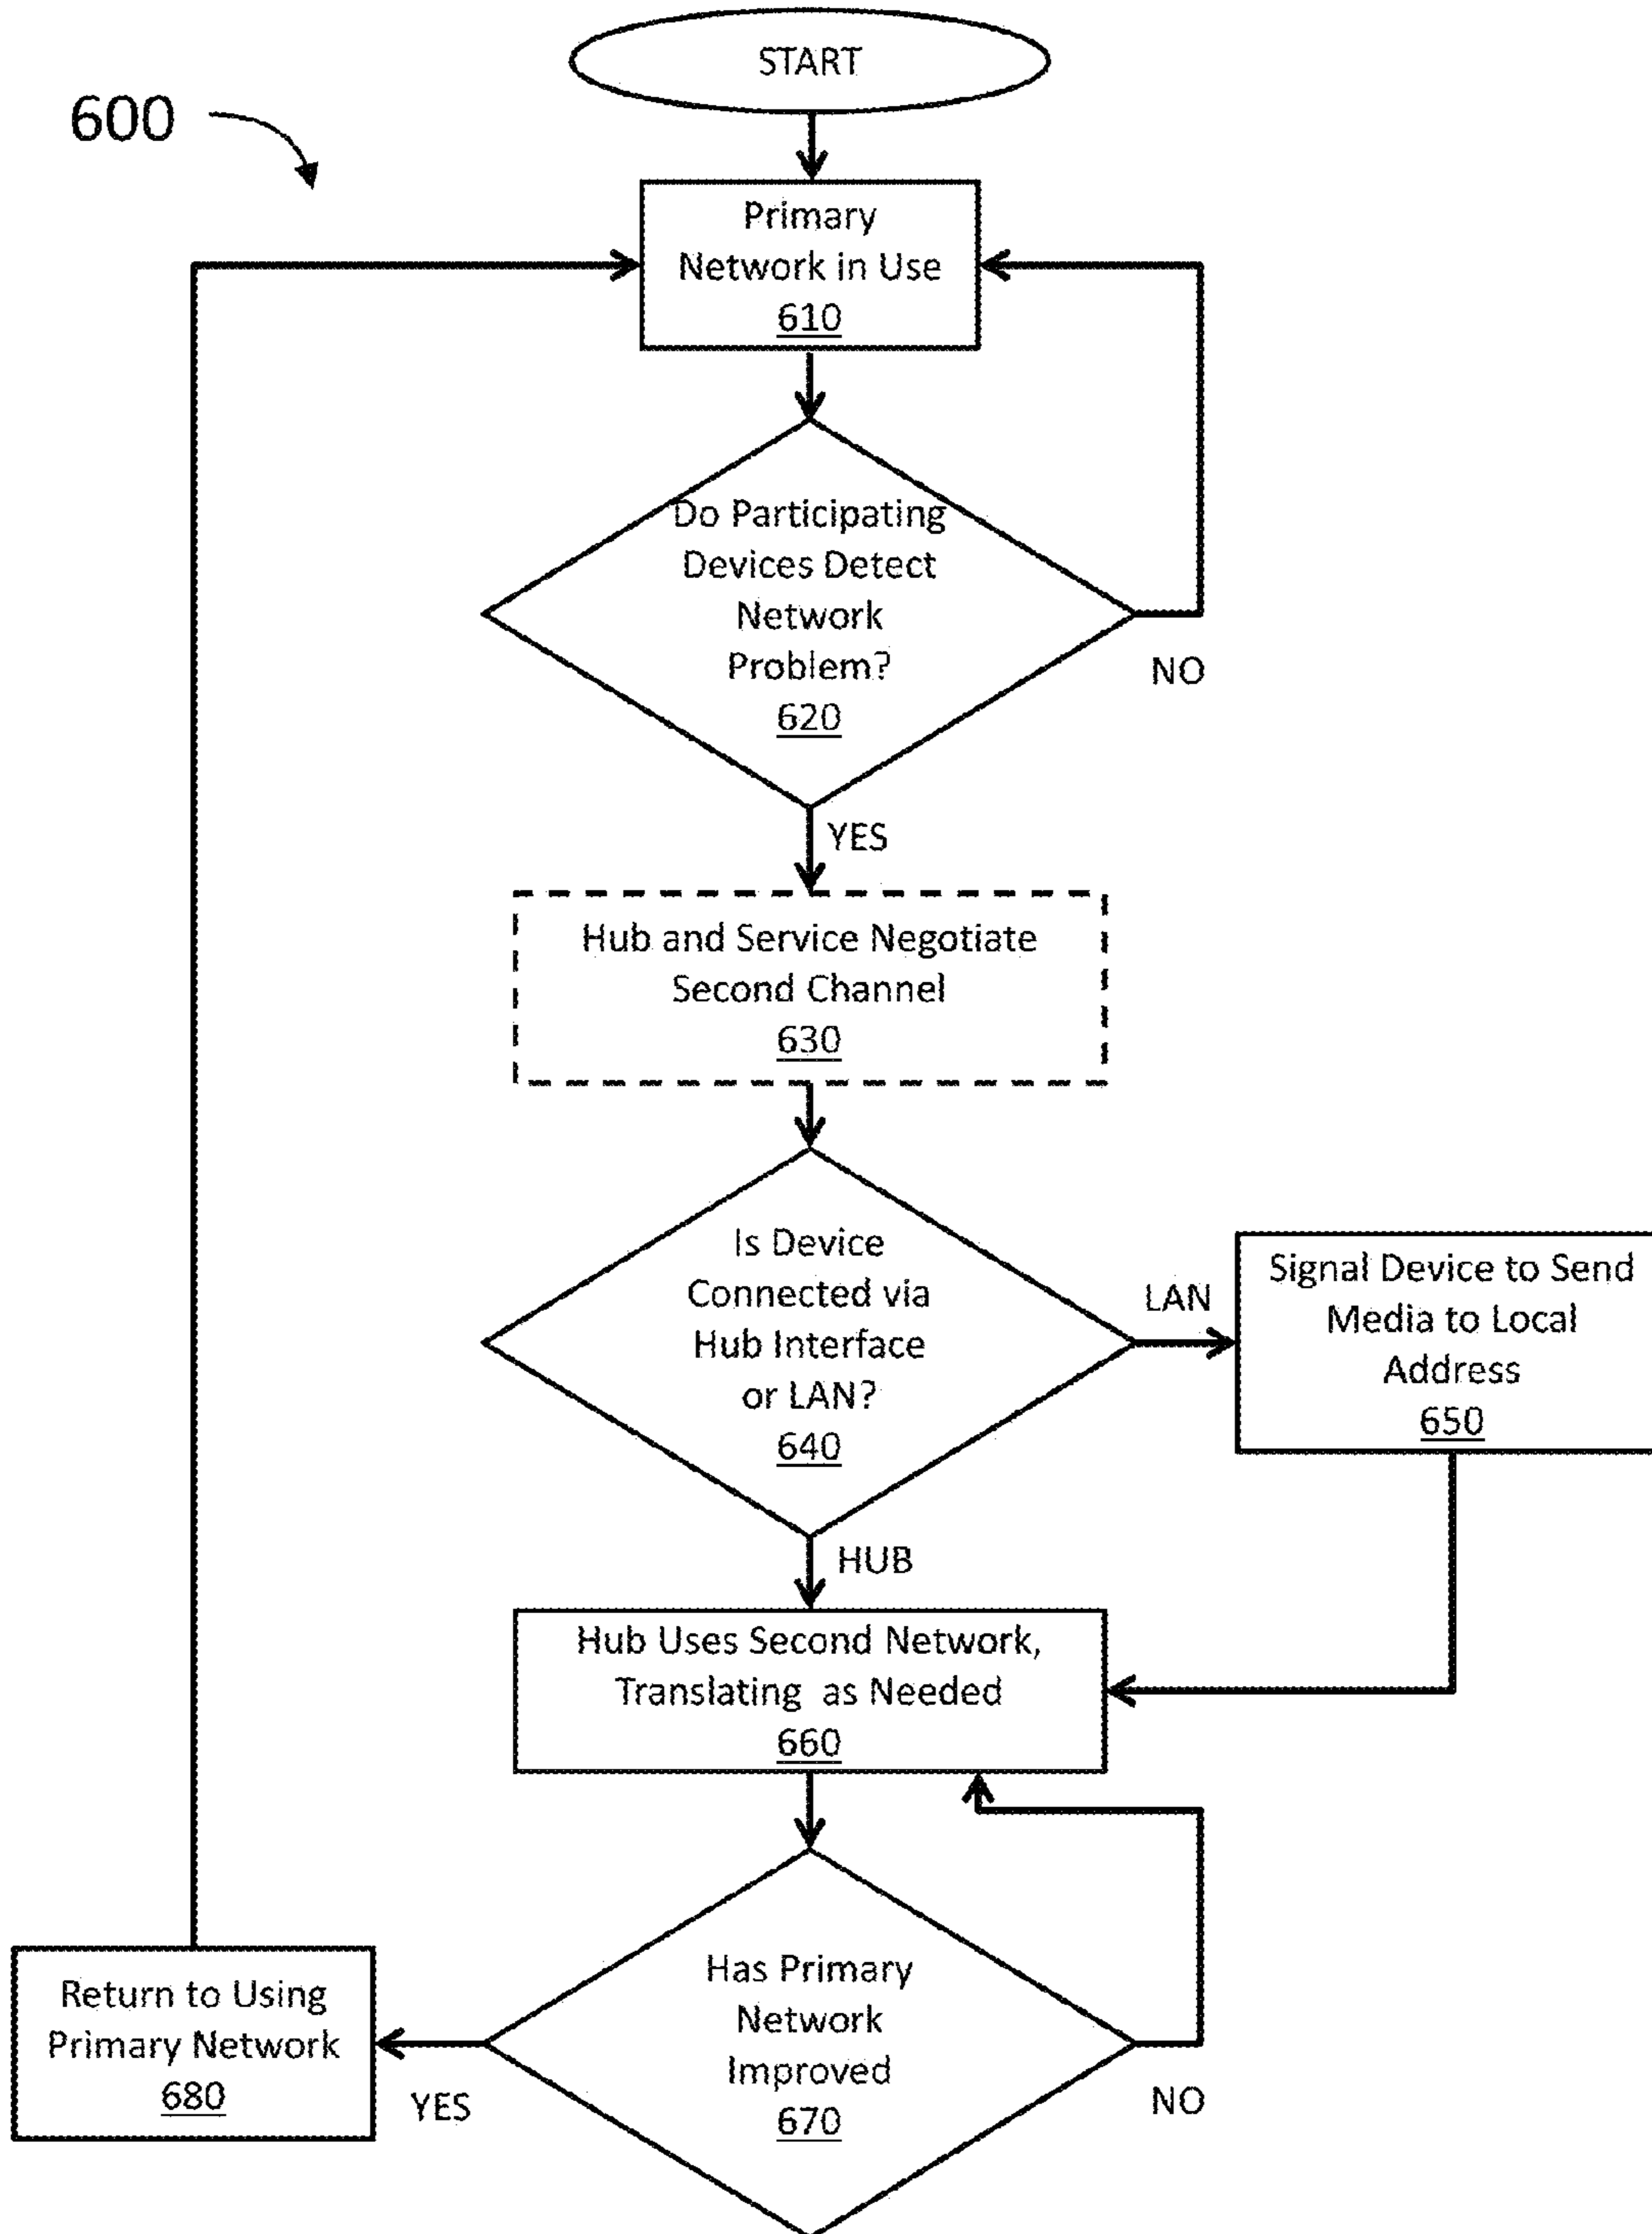 START
600
Primary
Network in Use
610
Do Participating
Devices Detect
Network
Problem?
620
NO
YES
Hub and Service Negotiate
Second Channel
630
Is Device
Connected via
Hub Interface
or LAN?
640
LAN
Signal Device to Send
Media to Local
Address
650
HUB
Hub Uses Second Network,
Translating as Needed
660
Has Primary
Network
Improved
670
NO
YES
Return to Using
Primary Network
680